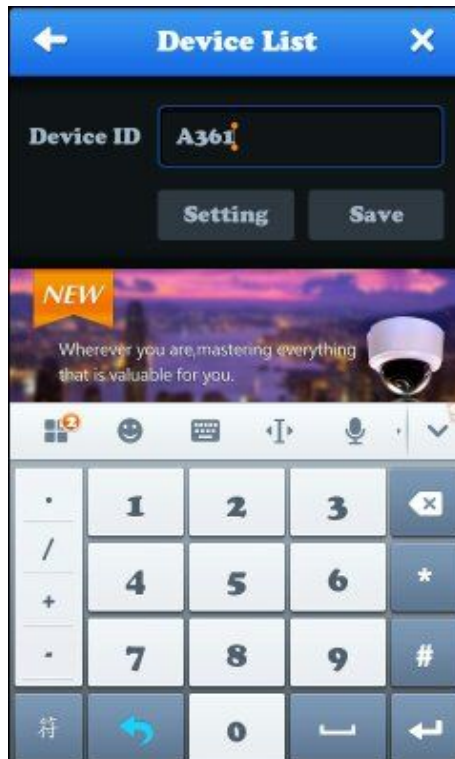 Device List
Device ID A361
Setting Save
NEW
Wherever you are,mastering everything
that is valuable for you.
2
. 1 2 3
/ 4 5 6 *
+
- 7 8 9 #
符 0